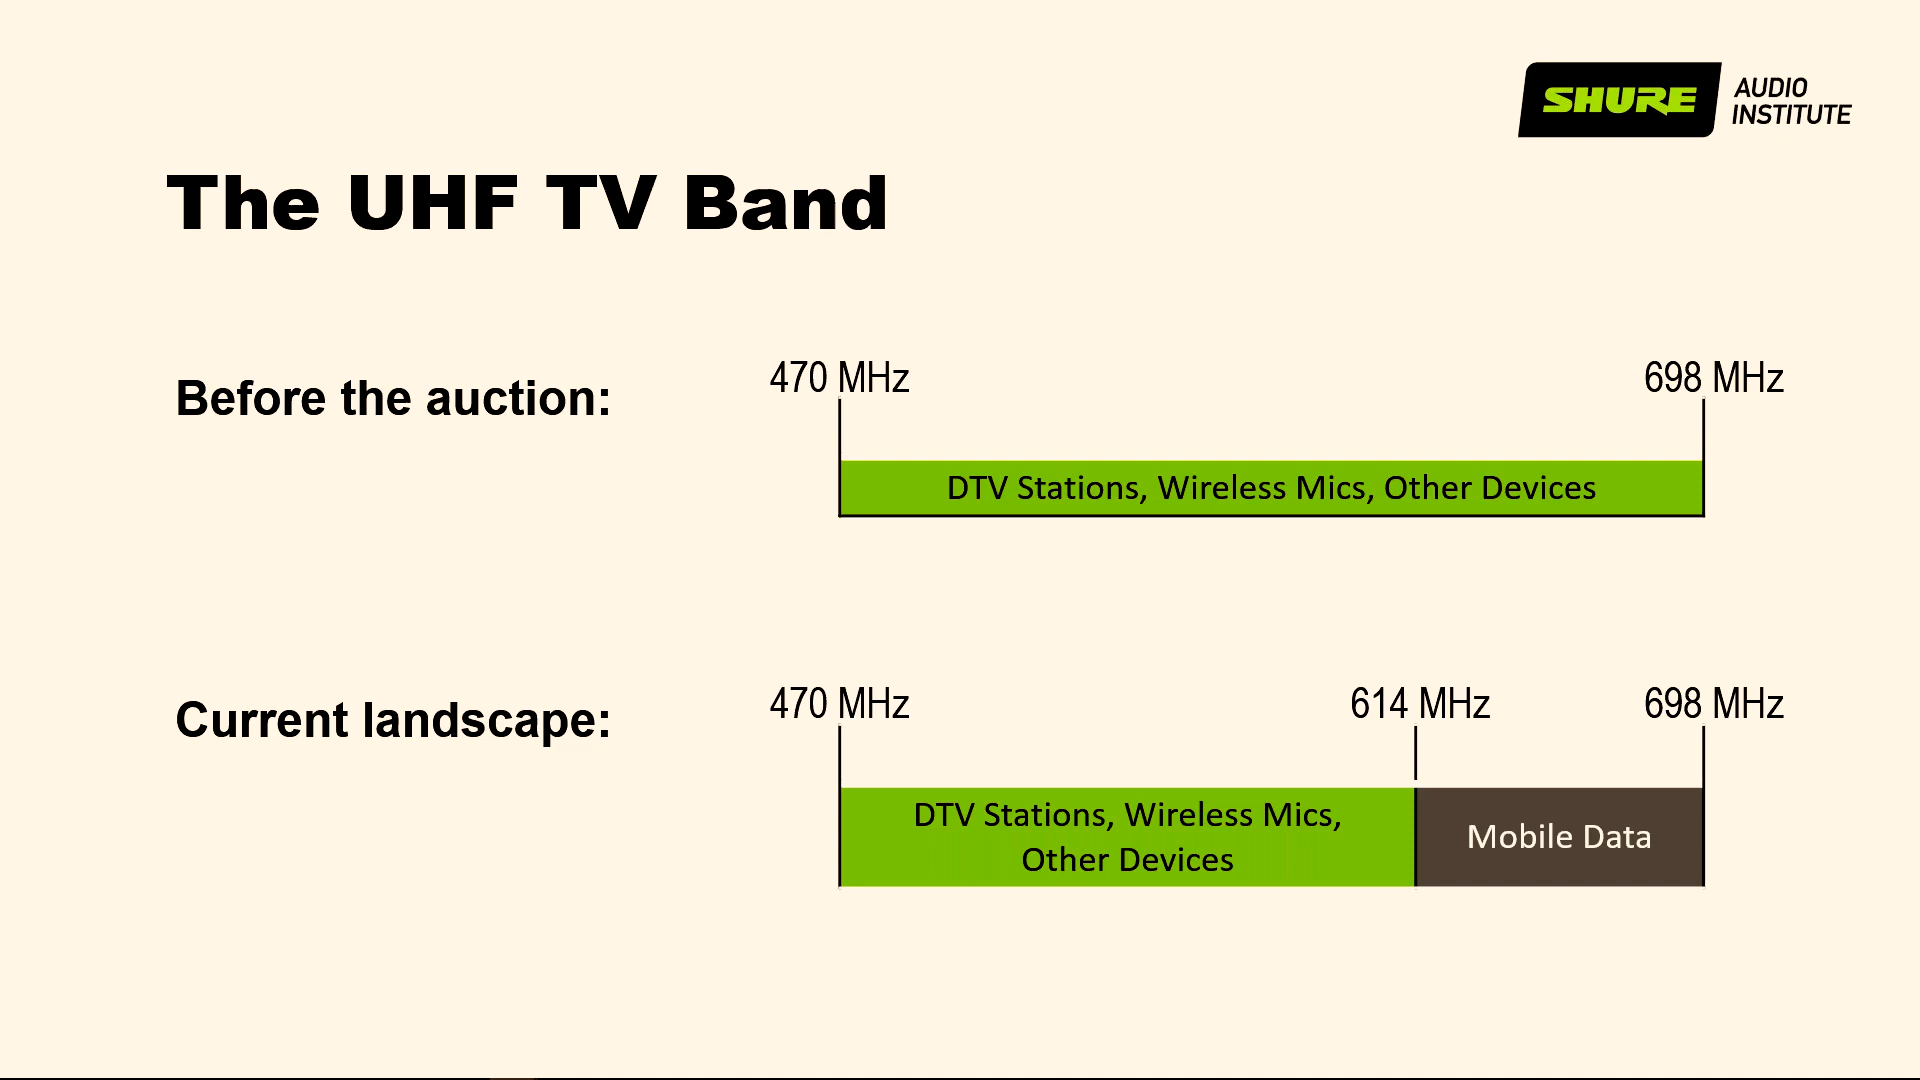 SHURE
AUDIO
INSTITUTE
The UHF TV Band
Before the auction:
470 MHz
698 MHz
DTV Stations, Wireless Mics, Other Devices
Current landscape:
470 MHz
614 MHz
698 MHz
DTV Stations, Wireless Mics,
Other Devices
Mobile Data